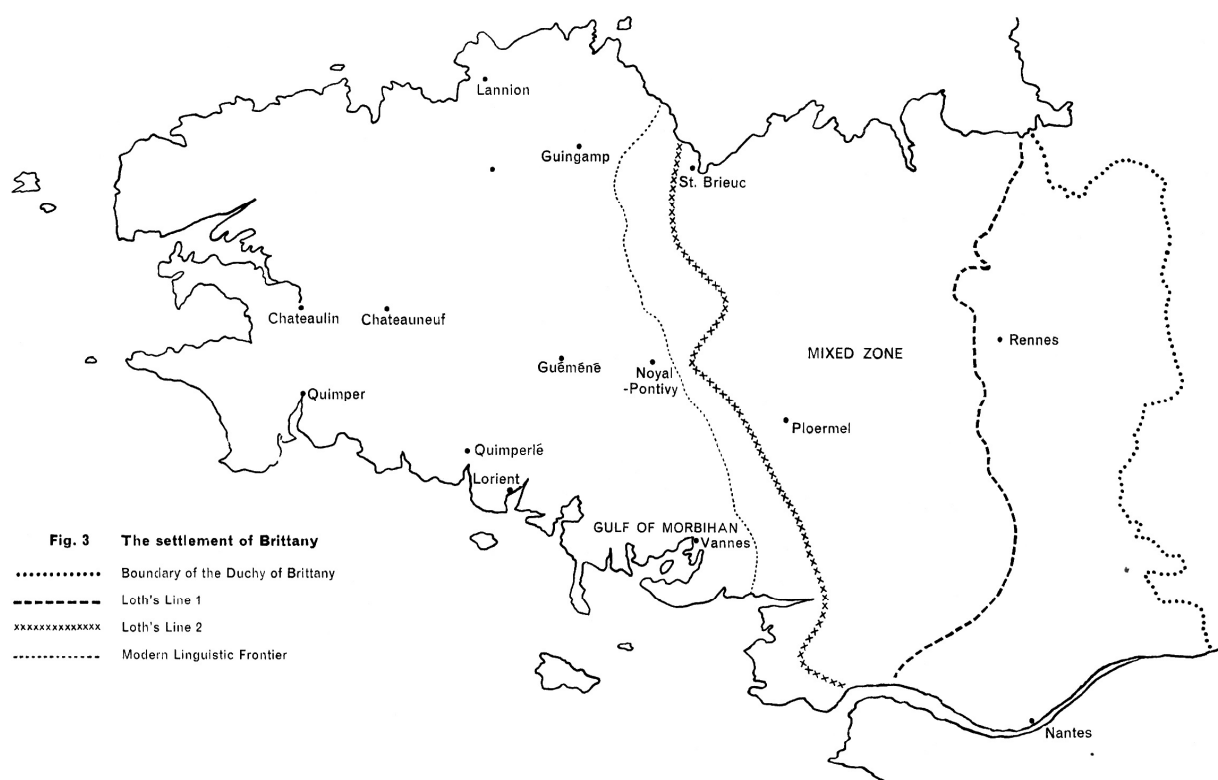 Lannion
Guingamp
St. Brieuc
Chateaulin
Chateauneuf
Rennes
MIXED ZONE
Guéméné
Noyal
-Pontivy
Quimper
Ploermel
Quimperlé
Lorient
GULF OF MORBIHAN
Vannes
Nantes
Fig. 3 The settlement of Brittany
Boundary of the Duchy of Brittany
Loth's Line 1
Loth's Line 2
Modern Linguistic Frontier